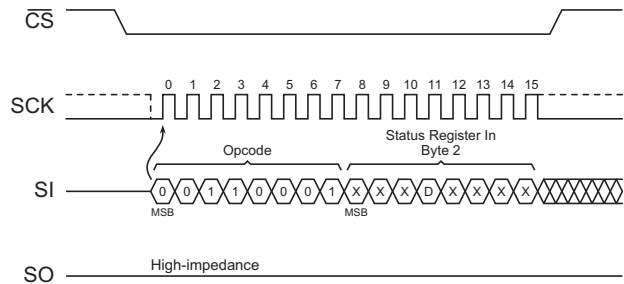 CS
0 1 2 3 4 5 6 7 8 9 10 11 12 13 14 15
SCK
Status Register In
Opcode Byte 2
SI 0 0 1 1 0 0 0 1 X X X D X X X X
MSB MSB
High-impedance
SO